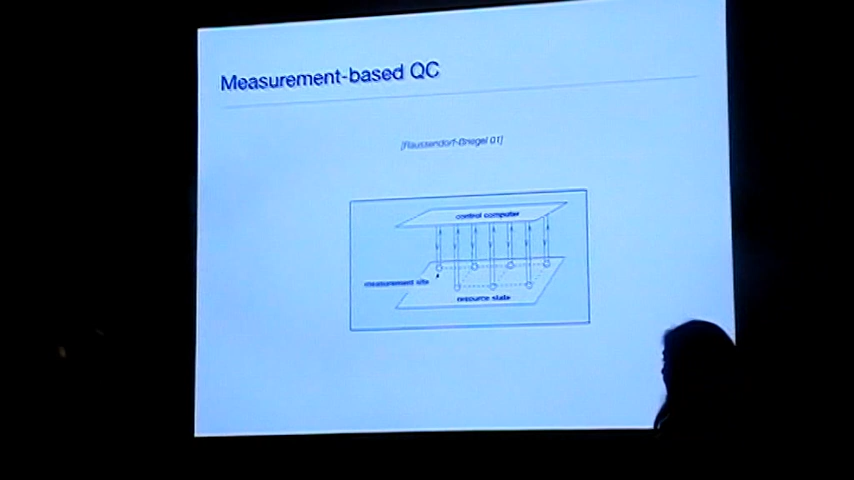 Measurement-based QC
[Raussendorf-Briegel 01]
control computer
measurement site
resource state